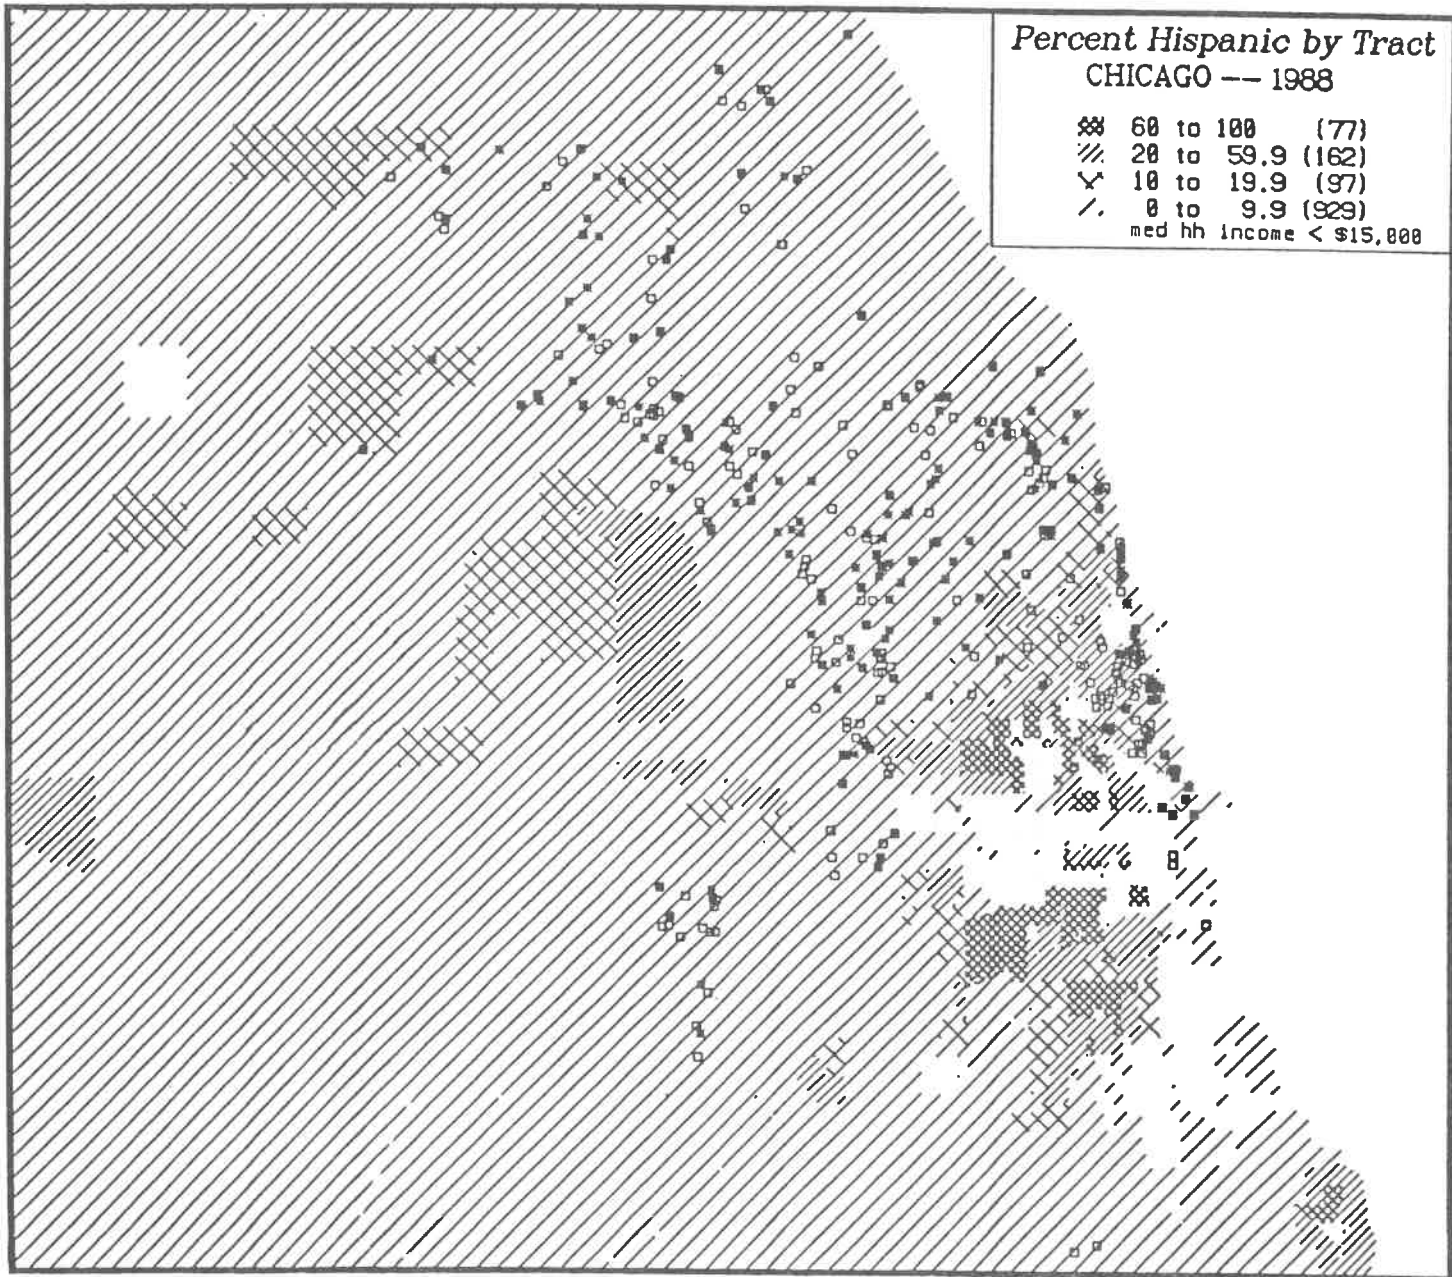 Percent Hispanic by Tract
CHICAGO -- 1988
60 to 100 (77)
20 to 59.9 (162)
10 to 19.9 (97)
0 to 9.9 (929)
med hh income < $15,000